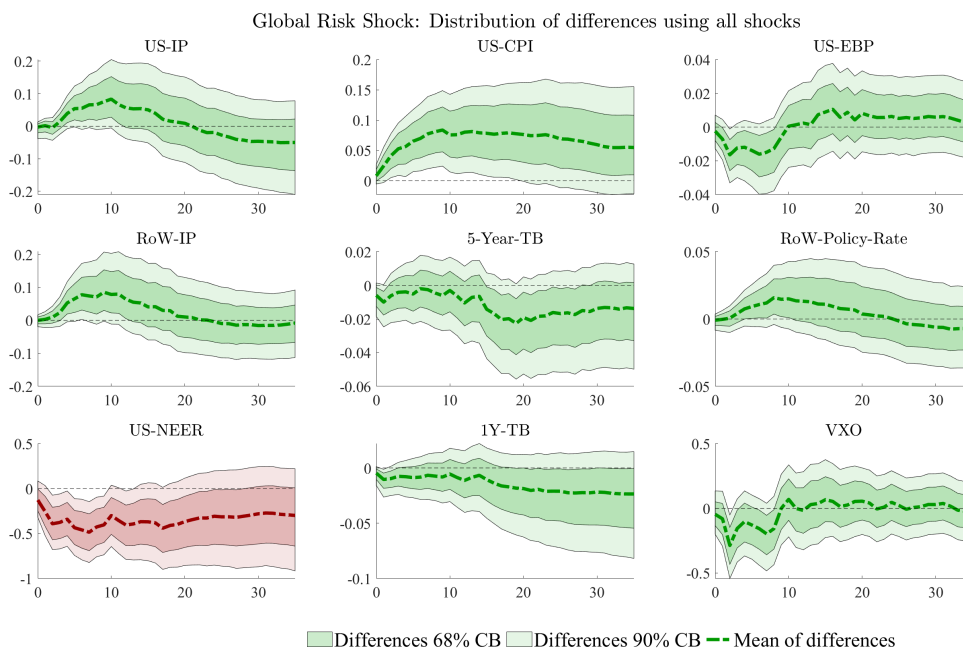 Global Risk Shock: Distribution of differences using all shocks
US-IP
US-CPI
US-EBP
0.2
0.1
0
-0.1
-0.2
0 10 20 30
0.2
0.15
0.1
0.05
0
0 10 20 30
0.04
0.02
0
-0.02
-0.04
0 10 20 30
RoW-IP
5-Year-TB
RoW-Policy-Rate
0.2
0.1
0
-0.1
-0.2
0 10 20 30
0.02
0
-0.02
-0.04
-0.06
0 10 20 30
0.05
0
-0.05
0 10 20 30
US-NEER
1Y-TB
VXO
0.5
0
-0.5
-1
0 10 20 30
0
-0.05
-0.1
0 10 20 30
0.5
0
-0.5
0 10 20 30
Differences 68% CB Differences 90% CB Mean of differences